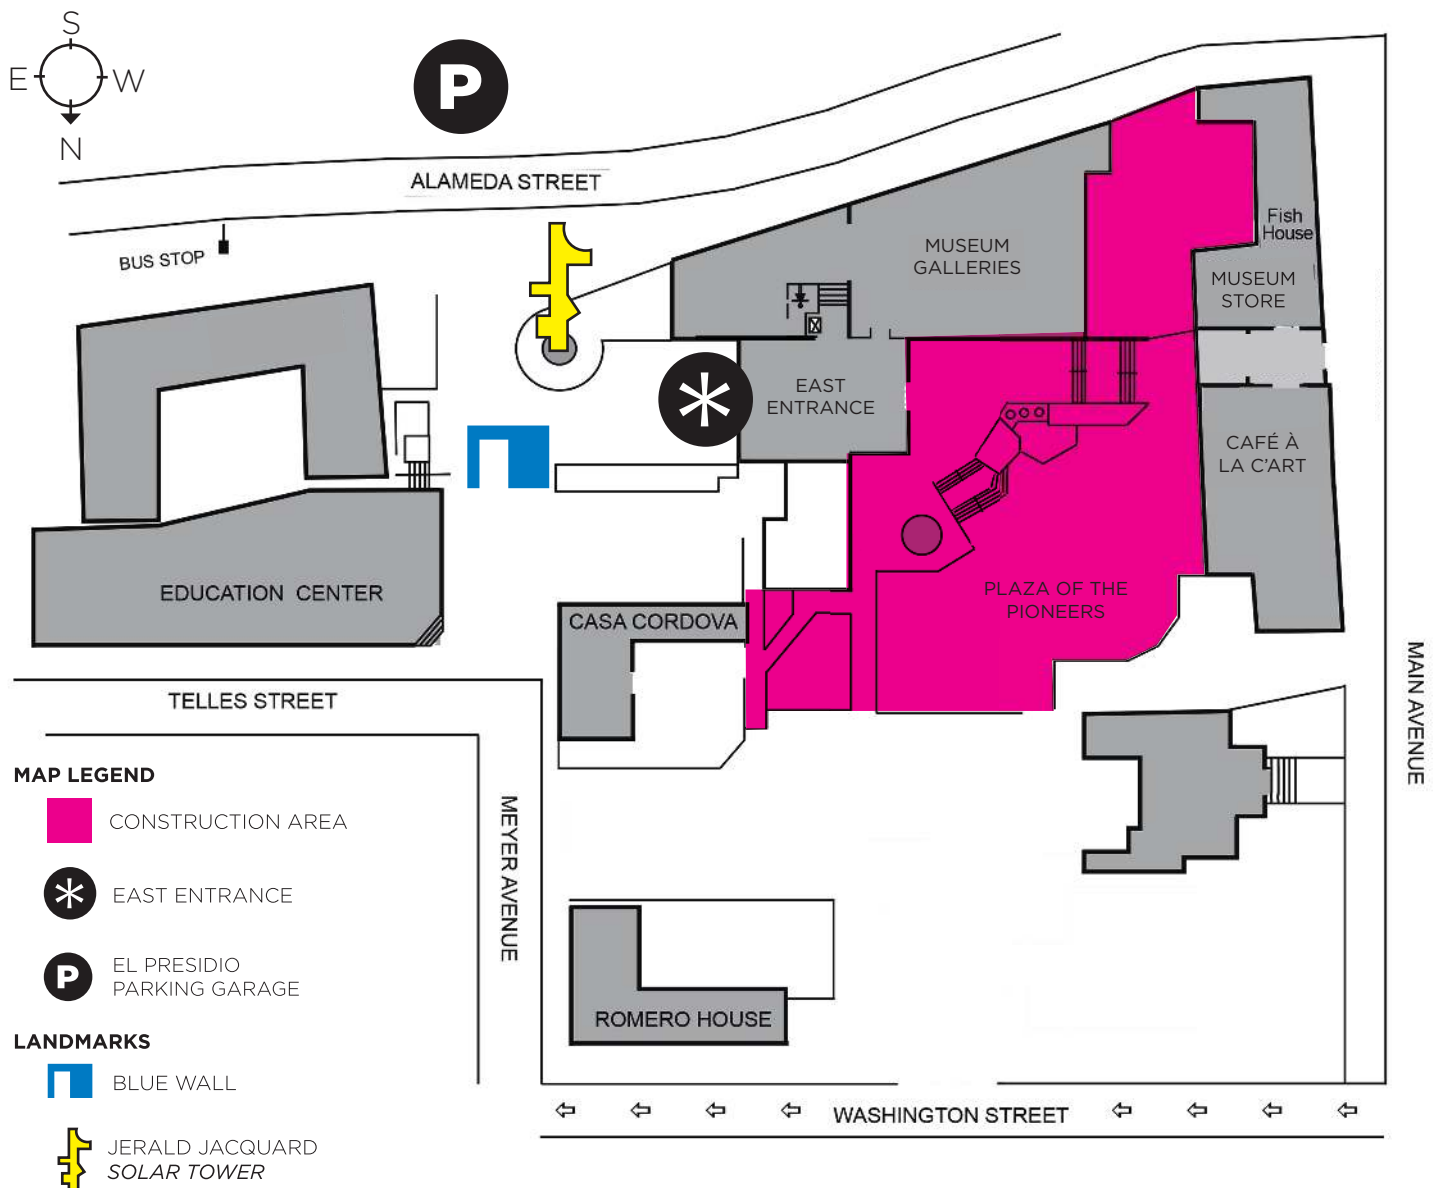 S
E W
N
P
ALAMEDA STREET
BUS STOP
MUSEUM
GALLERIES
Fish
House
MUSEUM
STORE
EAST
ENTRANCE
CAFÉ À
LA C'ART
EDUCATION CENTER
CASA CORDOVA
PLAZA OF THE
PIONEERS
TELLES STREET
MAIN AVENUE
MEYER AVENUE
MAP LEGEND
CONSTRUCTION AREA
EAST ENTRANCE
P
EL PRESIDIO
PARKING GARAGE
LANDMARKS
BLUE WALL
JERALD JACQUARD
SOLAR TOWER
ROMERO HOUSE
WASHINGTON STREET